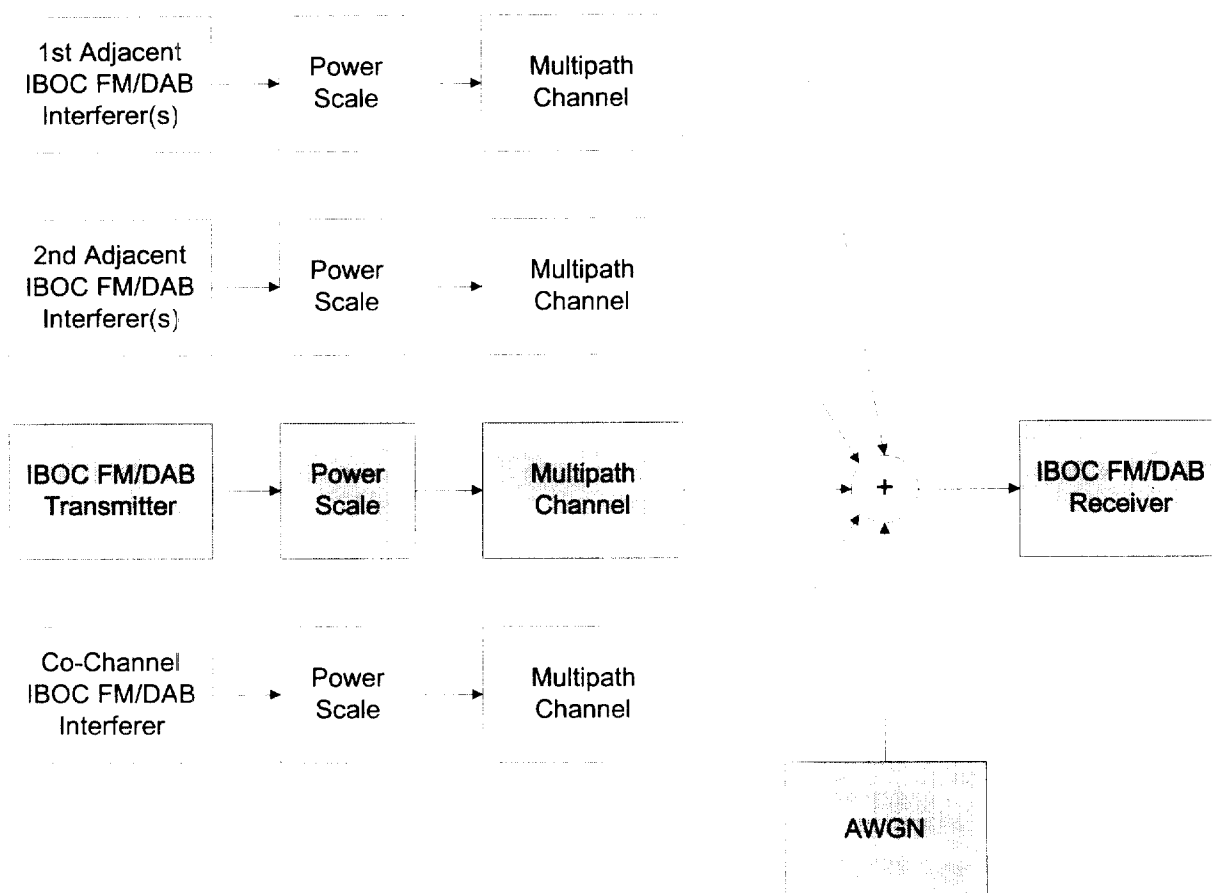 1st Adjacent
IBOC FM/DAB
Interferer(s)
Power
Scale
Multipath
Channel
2nd Adjacent
IBOC FM/DAB
Interferer(s)
Power
Scale
Multipath
Channel
IBOC FM/DAB
Transmitter
Power
Scale
Multipath
Channel
+
IBOC FM/DAB
Receiver
Co-Channel
IBOC FM/DAB
Interferer
Power
Scale
Multipath
Channel
AWGN